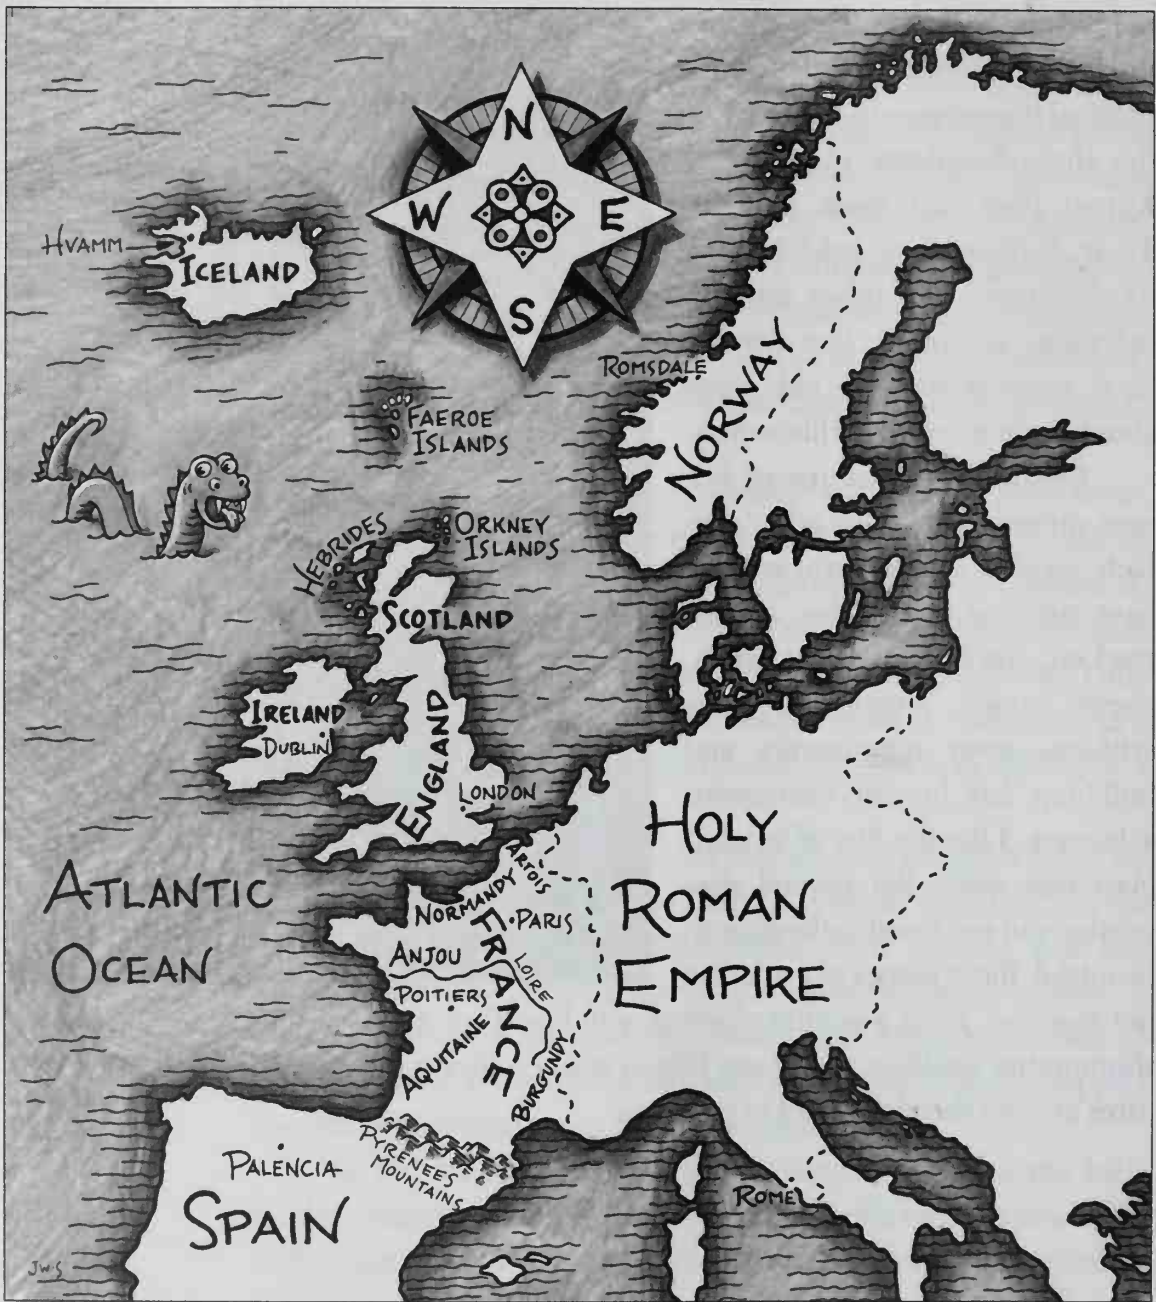 N
W
E
S
HVAMM
ICELAND
ROMSDALE
NORWAY
FAEROE
ISLANDS
HEBRIDES
ORKNEY
ISLANDS
SCOTLAND
IRELAND
DUBLIN
ENGLAND
LONDON
HOLY
ROMAN
EMPIRE
ATLANTIC
OCEAN
ARTOIS
NORMANDY
PARIS
FRANCE
ANJOU
LOIRE
POITIERS
AQUITAINE
BURGUNDY
PYRENEES
MOUNTAINS
PALENCIA
SPAIN
ROME
JWS